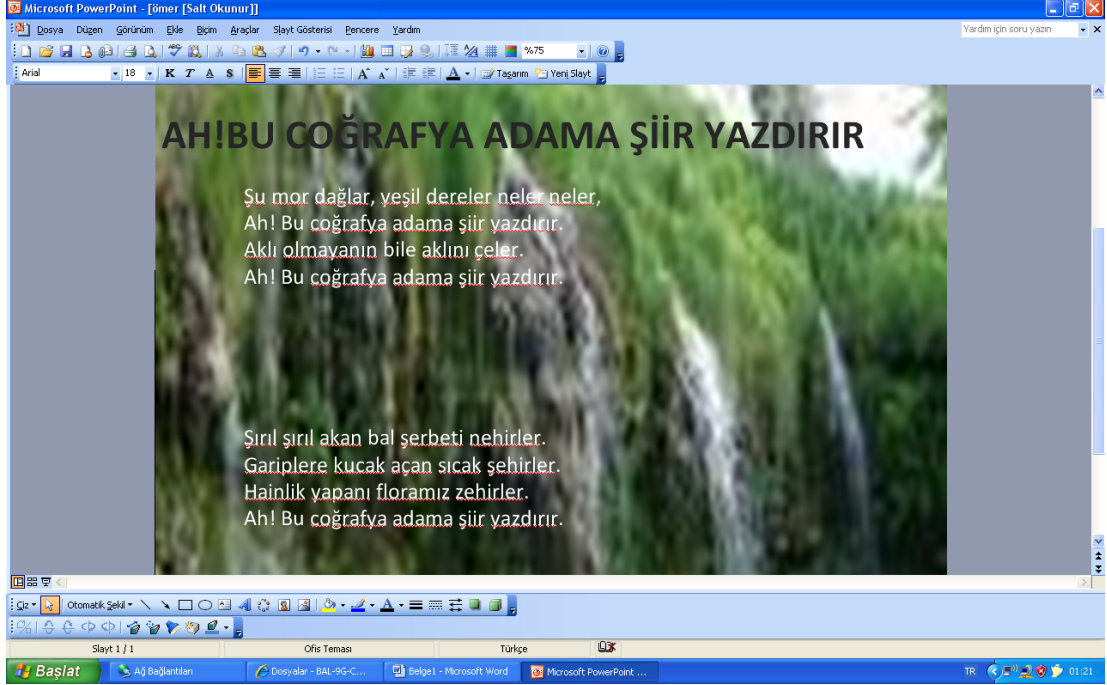 Microsoft PowerPoint - [ömer [Salt Okunur]]
Dosya Düzen Görünüm Ekle Biçim Araçlar Slayt Gösterisi Pencere Yardım
Yardım için soru yazın
%75
Arial 18 K T A S Tasarım Yeni Slayt
AH!BU COĞRAFYA ADAMA ŞİİR YAZDIRIR
Şu mor dağlar, yeşil dereler neler neler,
Ah! Bu coğrafya adama şiir yazdırır.
Aklı olmayanın bile aklını çeler.
Ah! Bu coğrafya adama şiir yazdırır.
Şırıl şırıl akan bal şerbeti nehirler.
Gariplere kucak açan sıcak şehirler.
Hainlik yapanı floramız zehirler.
Ah! Bu coğrafya adama şiir yazdırır.
Çiz Otomatik Şekil
Slayt 1 / 1 Ofis Teması Türkçe
Başlat Ağ Bağlantıları Dosyalar - BAL-9G-C... Belge1 - Microsoft Word Microsoft PowerPoint ... TR 01:21